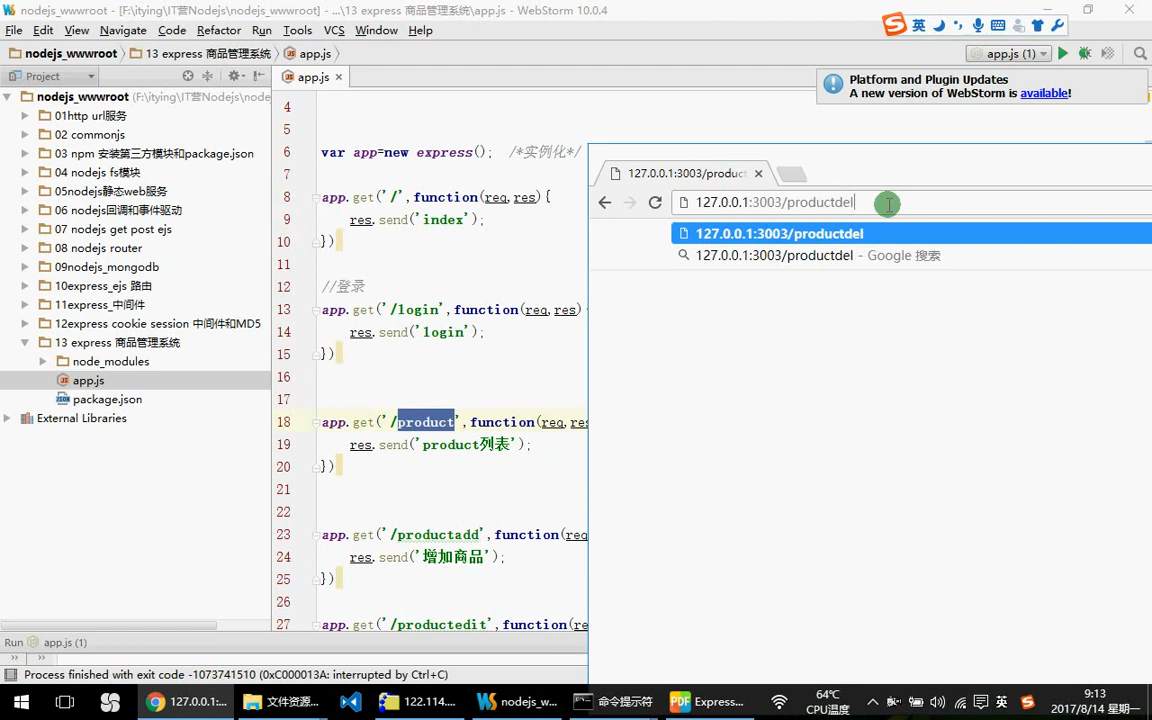 nodejs_wwwroot - [F:\itying\IT营Nodejs\nodejs_wwwroot] - ...\13 express 商品管理系统\app.js - WebStorm 10.0.4
File Edit View Navigate Code Refactor Run Tools VCS Window Help
英
nodejs_wwwroot 13 express 商品管理系统 app.js
app.js (1)
Project
app.js
Platform and Plugin Updates
A new version of WebStorm is available!
nodejs_wwwroot (F:\itying\IT营Nodejs\node
01http url服务
02 commonjs
03 npm 安装第三方模块和package.json
04 nodejs fs模块
05nodejs静态web服务
06 nodejs回调和事件驱动
07 nodejs get post ejs
08 nodejs router
09nodejs_mongodb
10express_ejs 路由
11express_中间件
12express cookie session 中间件和MD5
13 express 商品管理系统
node_modules
app.js
package.json
External Libraries
4
5
6 var app=new express(); /*实例化*/
7
8 app.get('/',function(req,res){
9 res.send('index');
10 })
11
12 //登录
13 app.get('/login',function(req,res)
14 res.send('login');
15 })
16
17
18 app.get('/product',function(req,res
19 res.send('product列表');
20 })
21
22
23 app.get('/productadd',function(req
24 res.send('增加商品');
25 })
26
27 app.get('/productedit',function(re
127.0.0.1:3003/product
127.0.0.1:3003/productdel
127.0.0.1:3003/productdel
127.0.0.1:3003/productdel - Google 搜索
Run app.js (1)
Process finished with exit code -1073741510 (0xC000013A: interrupted by Ctrl+C)
127.0.0.1:...
文件资源...
122.114....
nodejs_w...
命令提示符
Express...
64℃
CPU温度
英
9:13
2017/8/14 星期一